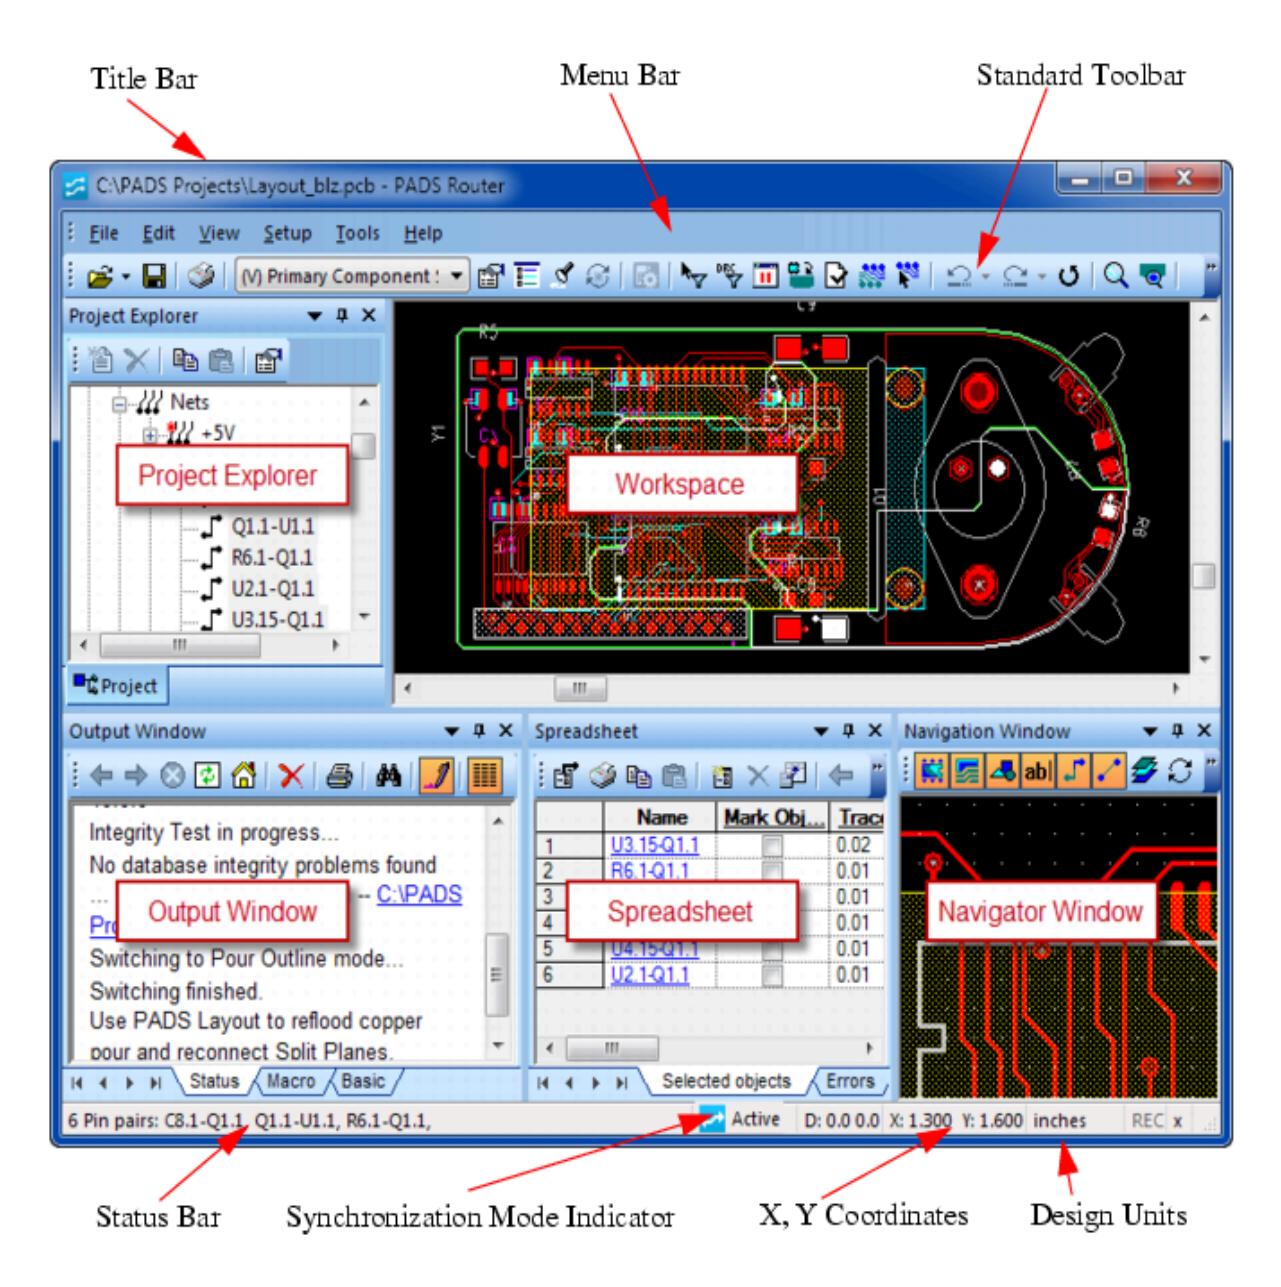 Title Bar
Menu Bar
Standard Toolbar
C:\PADS Projects\Layout_blz.pcb - PADS Router
File Edit View Setup Tools Help
(V) Primary Component
DRC
Project Explorer
Nets
+5V
Project Explorer
Q1.1-U1.1
R6.1-Q1.1
U2.1-Q1.1
U3.15-Q1.1
Project
C9
R5
Y1
Workspace
R6
Output Window
Integrity Test in progress...
No database integrity problems found
... -- C:\PADS
Output Window
Switching to Pour Outline mode...
Switching finished.
Use PADS Layout to reflood copper
pour and reconnect Split Planes.
Status Macro Basic
Spreadsheet
Name Mark Obj... Trac
1 U3.15-Q1.1 0.02
2 R6.1-Q1.1 0.01
3 0.01
Spreadsheet
4 0.01
5 U4.15-Q1.1 0.01
6 U2.1-Q1.1 0.01
Selected objects Errors
Navigation Window
ab|
Navigator Window
6 Pin pairs: C8.1-Q1.1, Q1.1-U1.1, R6.1-Q1.1,
Active D: 0.0 0.0 X: 1.300 Y: 1.600 inches REC x
Status Bar
Synchronization Mode Indicator
X, Y Coordinates
Design Units